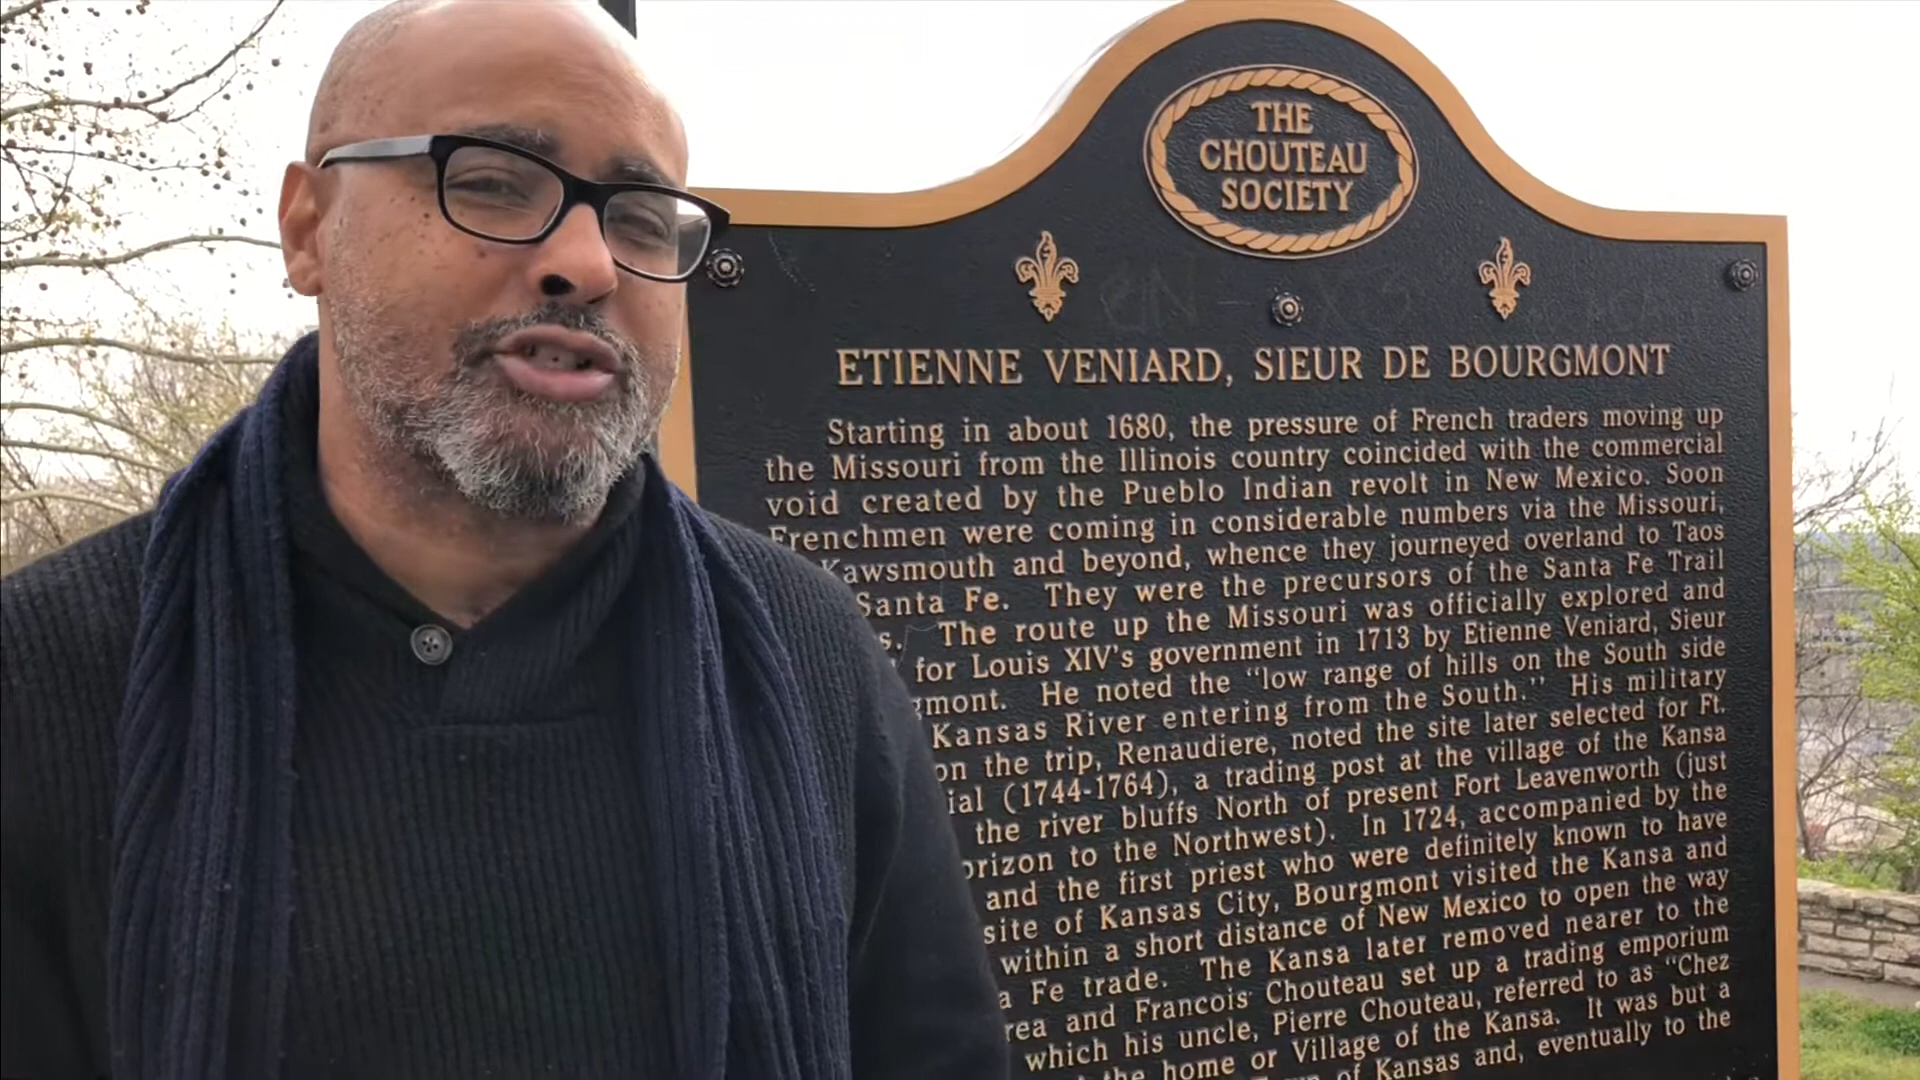 THE
CHOUTEAU
SOCIETY
ETIENNE VENIARD, SIEUR DE BOURGMONT
Starting in about 1680, the pressure of French traders moving up
the Missouri from the Illinois country coincided with the commercial
void created by the Pueblo Indian revolt in New Mexico. Soon
Frenchmen were coming in considerable numbers via the Missouri,
Kawsmouth and beyond, whence they journeyed overland to Taos
Santa Fe. They were the precursors of the Santa Fe Trail
s. The route up the Missouri was officially explored and
for Louis XIV's government in 1713 by Etienne Veniard, Sieur
gmont. He noted the "low range of hills on the South side
Kansas River entering from the South." His military
on the trip, Renaudiere, noted the site later selected for Ft.
ial (1744-1764), a trading post at the village of the Kansa
the river bluffs North of present Fort Leavenworth (just
orizon to the Northwest). In 1724, accompanied by the
and the first priest who were definitely known to have
site of Kansas City, Bourgmont visited the Kansa and
within a short distance of New Mexico to open the way
a Fe trade. The Kansa later removed nearer to the
rea and Francois Chouteau set up a trading emporium
which his uncle, Pierre Chouteau, referred to as "Chez
the home or Village of the Kansa. It was but a
of Kansas and, eventually to the